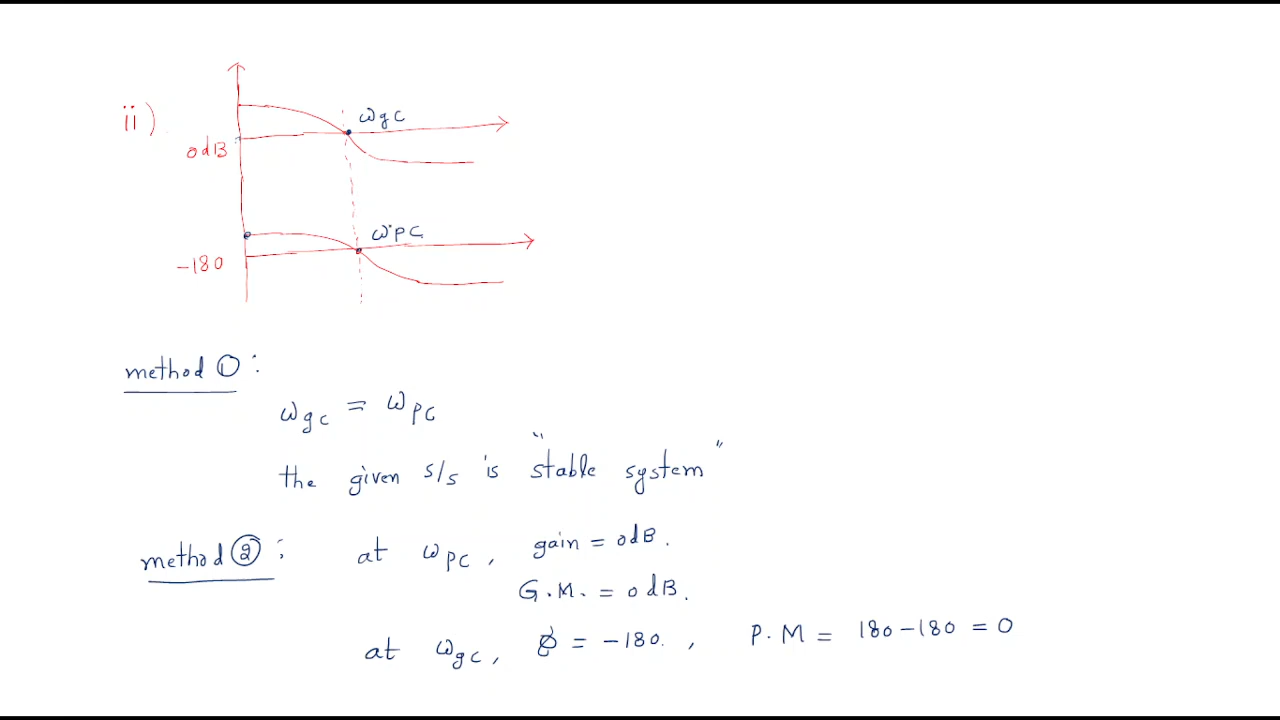 ii)
ωgc
0dB
ωpc
-180
method ① :
ωgc = ωpc
the given s/s is "stable system"
method ② : at ωpc, gain = 0dB.
G.M. = 0dB.
at ωgc, ϕ = -180. , P.M = 180-180 = 0